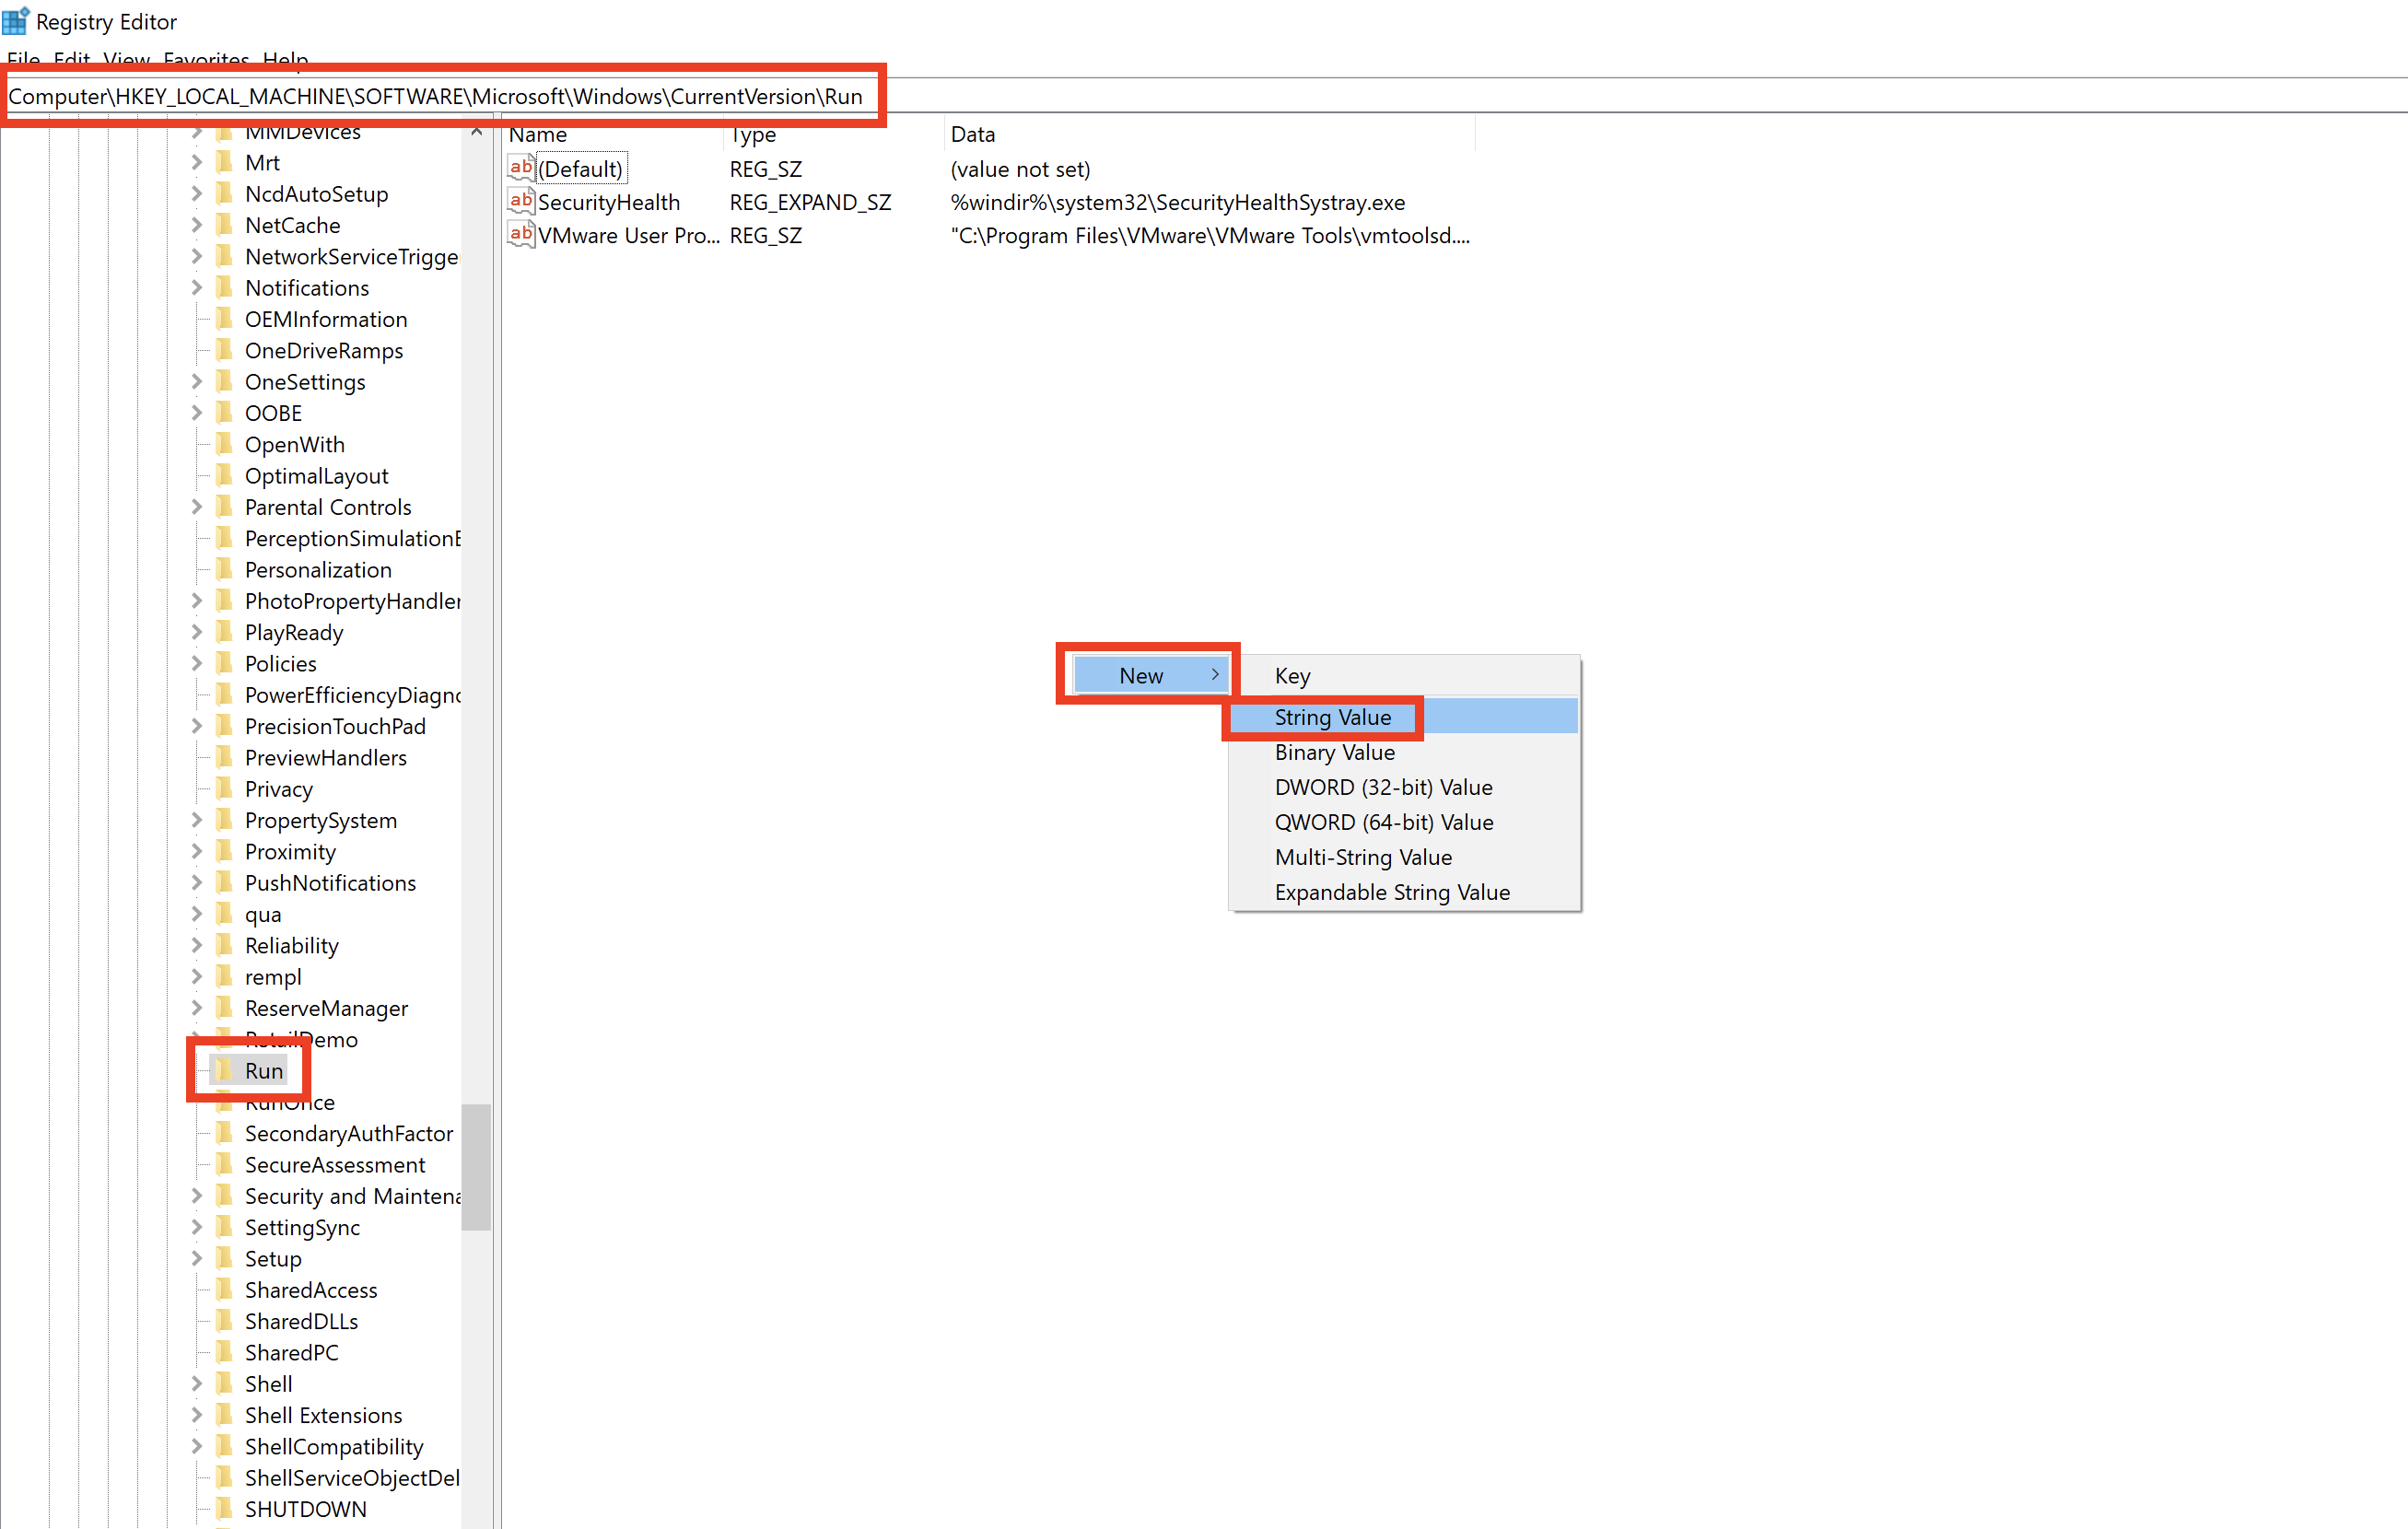 Registry Editor
File Edit View Favorites Help
Computer\HKEY_LOCAL_MACHINE\SOFTWARE\Microsoft\Windows\CurrentVersion\Run
MMDevices
Mrt
NcdAutoSetup
NetCache
NetworkServiceTrigge
Notifications
OEMInformation
OneDriveRamps
OneSettings
OOBE
OpenWith
OptimalLayout
Parental Controls
PerceptionSimulationE
Personalization
PhotoPropertyHandler
PlayReady
Policies
PowerEfficiencyDiagno
PrecisionTouchPad
PreviewHandlers
Privacy
PropertySystem
Proximity
PushNotifications
qua
Reliability
rempl
ReserveManager
RetailDemo
Run
RunOnce
SecondaryAuthFactor
SecureAssessment
Security and Maintena
SettingSync
Setup
SharedAccess
SharedDLLs
SharedPC
Shell
Shell Extensions
ShellCompatibility
ShellServiceObjectDel
SHUTDOWN
Name Type Data
(Default) REG_SZ (value not set)
SecurityHealth REG_EXPAND_SZ %windir%\system32\SecurityHealthSystray.exe
VMware User Pro... REG_SZ "C:\Program Files\VMware\VMware Tools\vmtoolsd....
New
Key
String Value
Binary Value
DWORD (32-bit) Value
QWORD (64-bit) Value
Multi-String Value
Expandable String Value